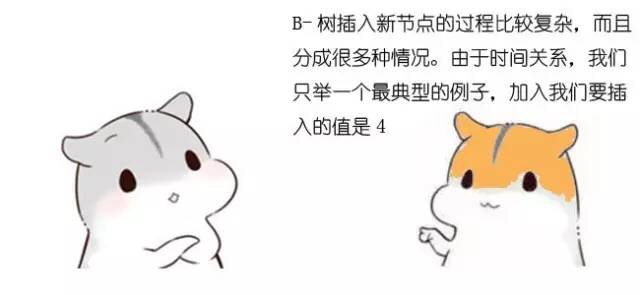 B-树插入新节点的过程比较复杂，而且
分成很多种情况。由于时间关系，我们
只举一个最典型的例子，加入我们要插
入的值是 4